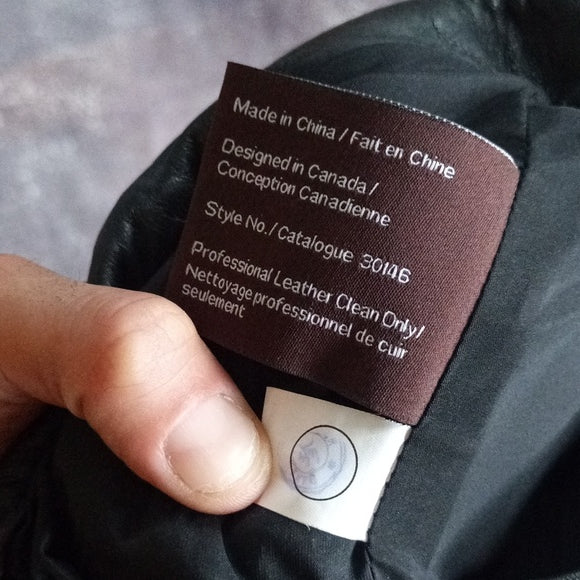 Made in China / Fait en Chine
Designed in Canada /
Conception Canadienne
Style No. / Catalogue 30146
Professional Leather Clean Only/
Nettoyage professionnel de cuir
seulement